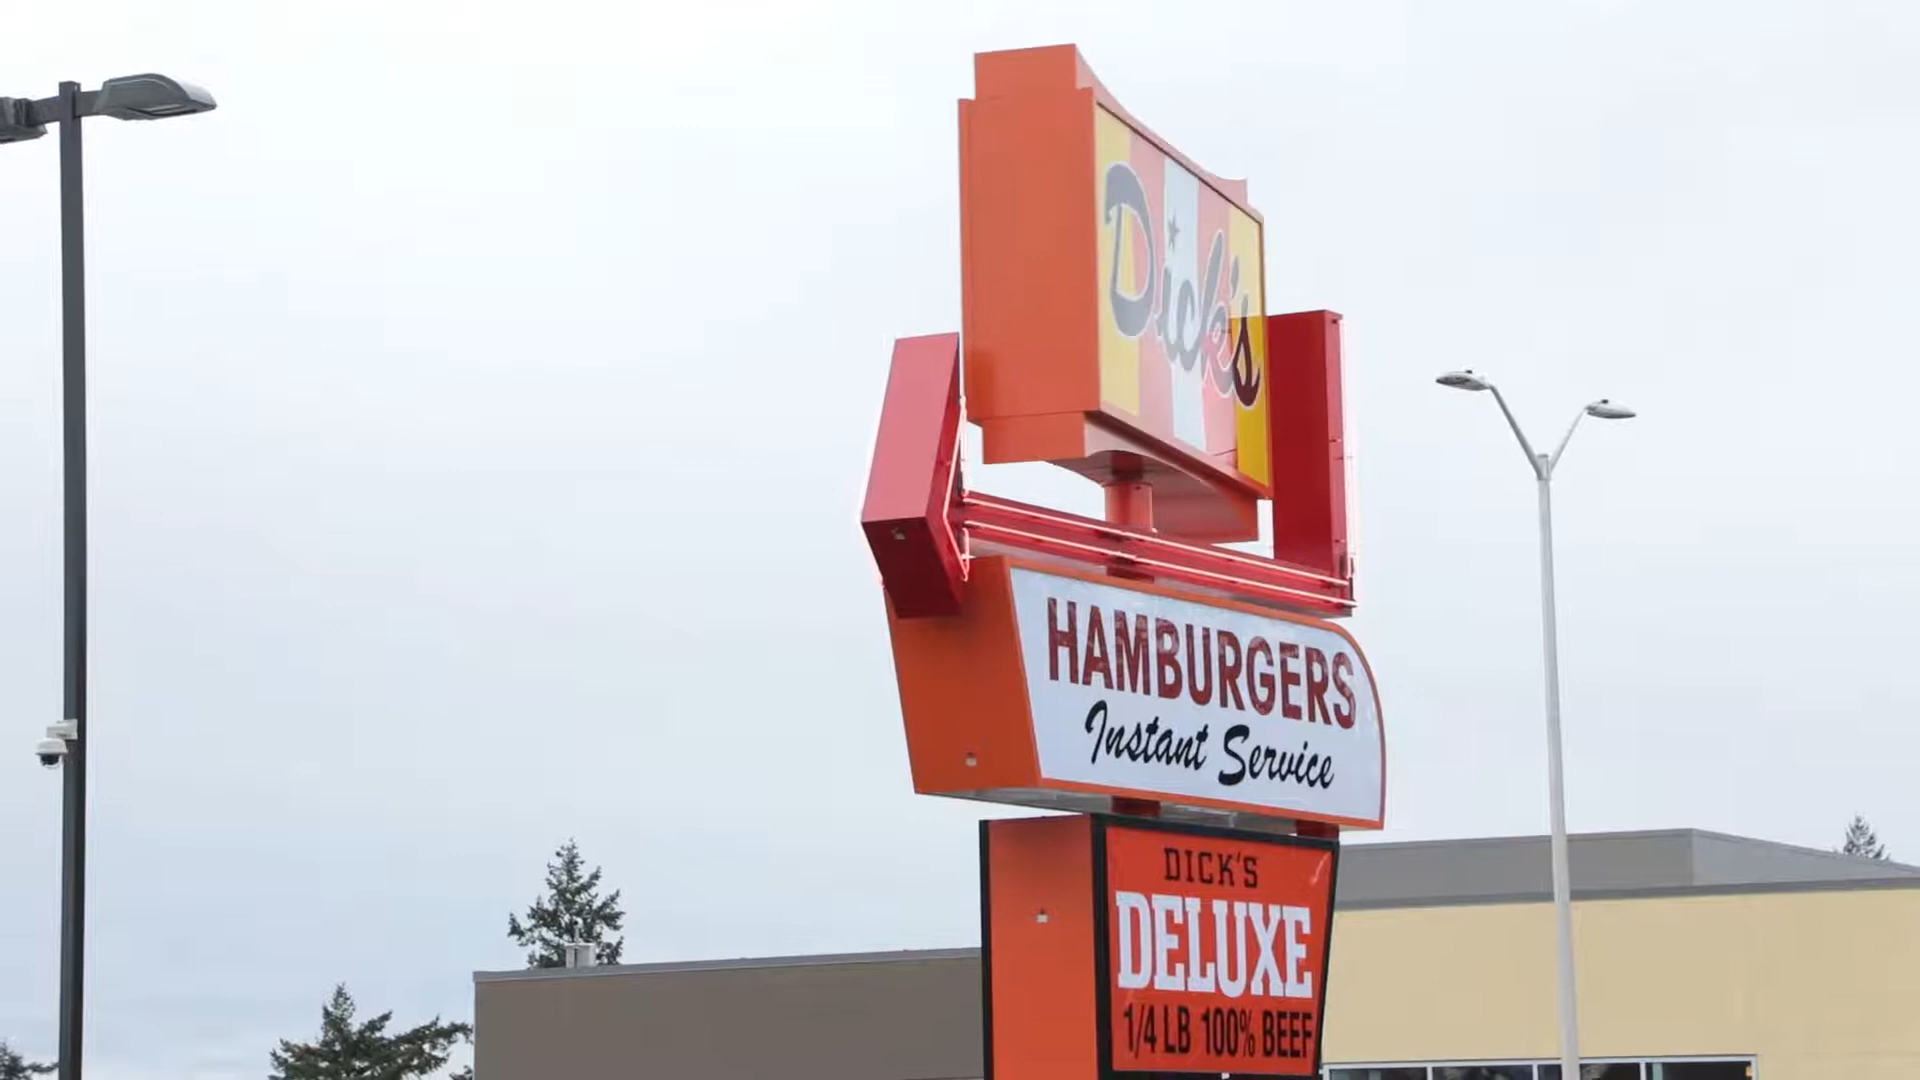 Dick's
HAMBURGERS
Instant Service
DICK'S
DELUXE
1/4 LB 100% BEEF